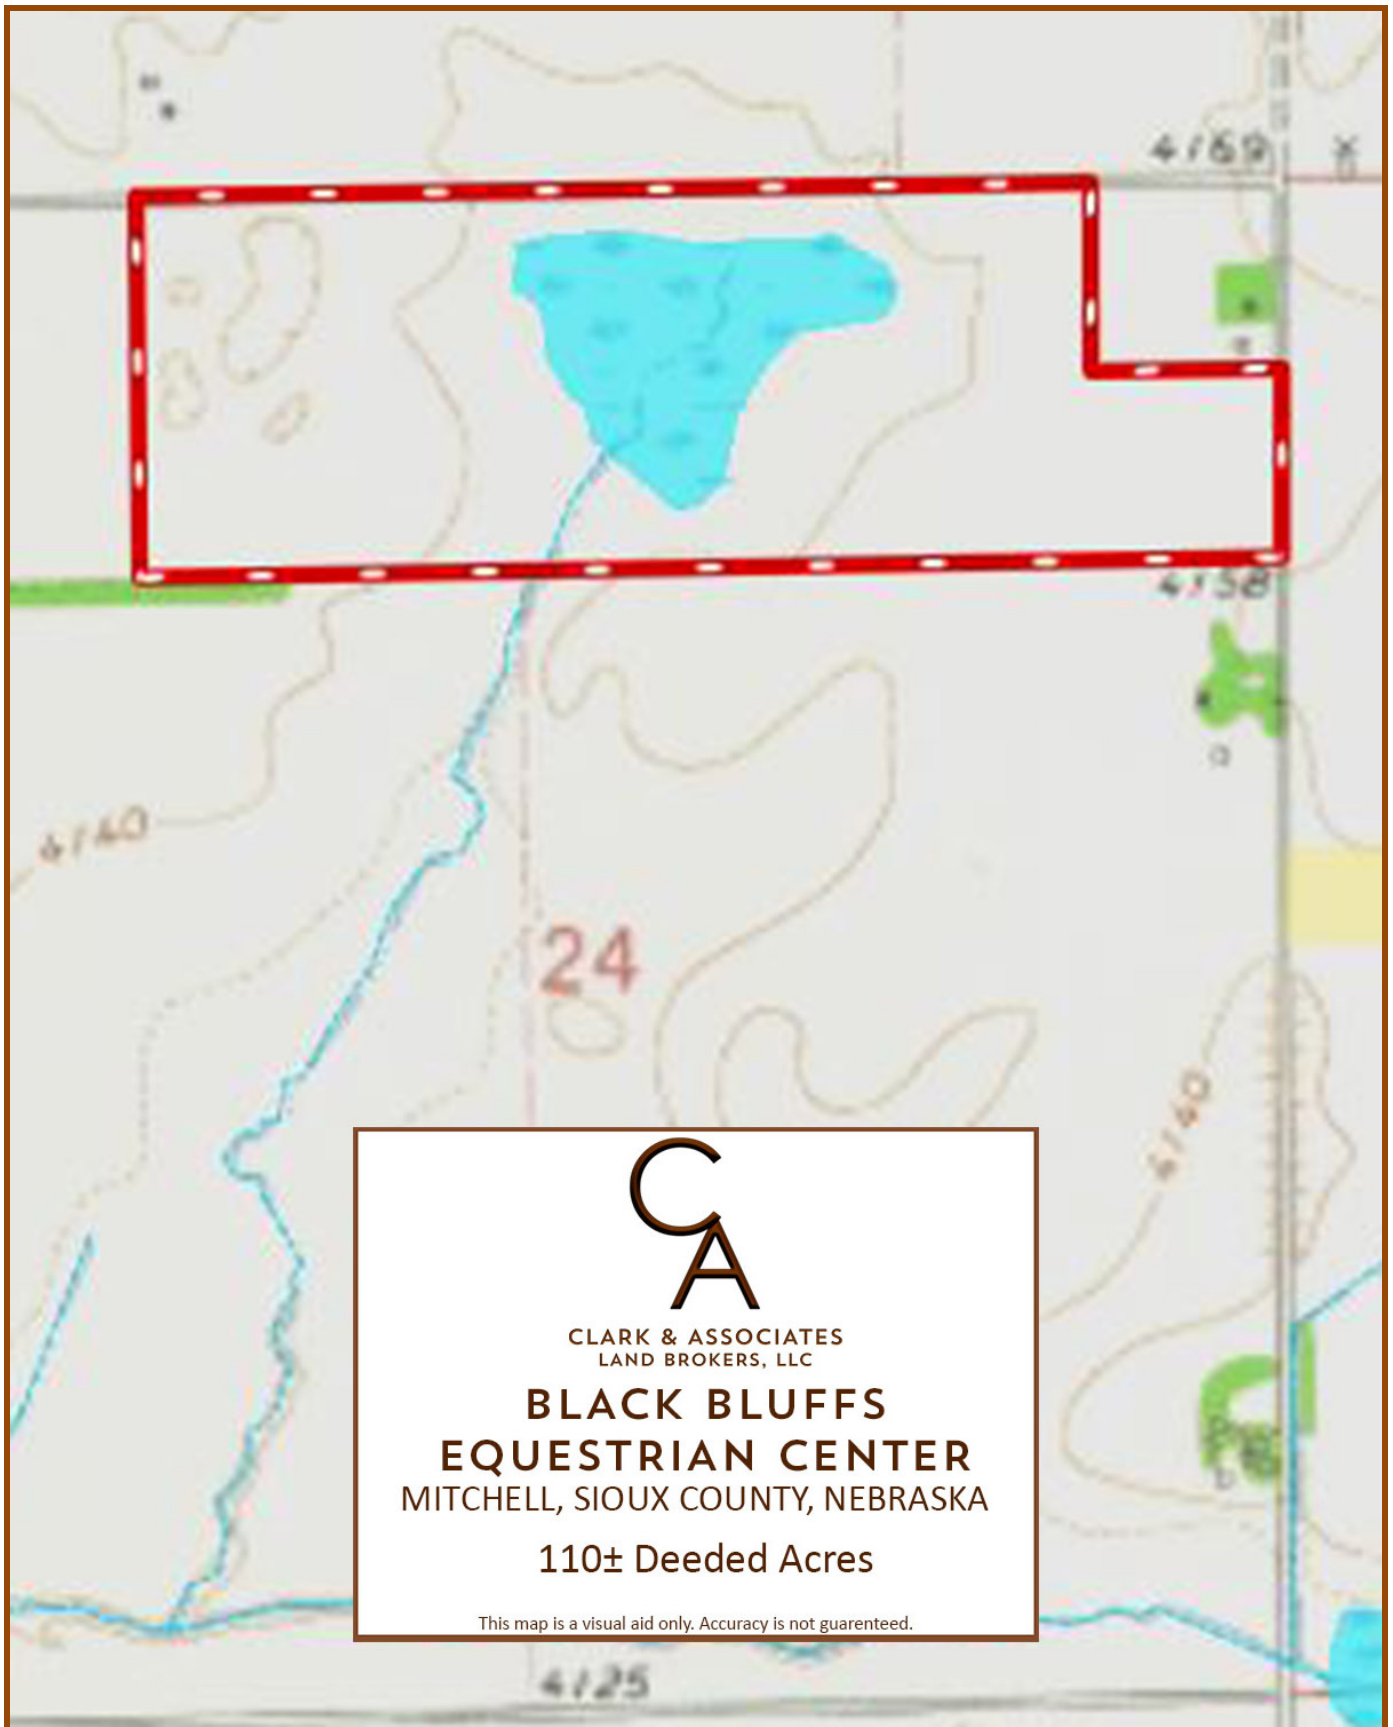 4169
4158
4140
24
4140
CA
CLARK & ASSOCIATES
LAND BROKERS, LLC
BLACK BLUFFS
EQUESTRIAN CENTER
MITCHELL, SIOUX COUNTY, NEBRASKA
110± Deeded Acres
This map is a visual aid only. Accuracy is not guarenteed.
4125